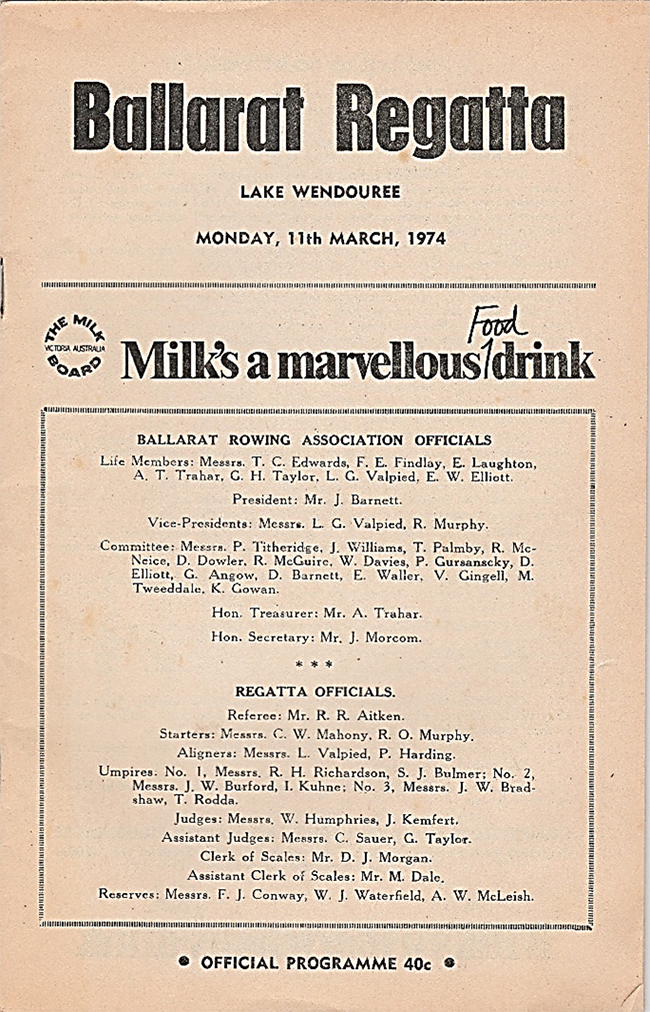 Ballarat Regatta
LAKE WENDOUREE
MONDAY, 11th MARCH, 1974
THE MILK
VICTORIA AUSTRALIA
BOARD
Food
Milk's a marvellous drink
BALLARAT ROWING ASSOCIATION OFFICIALS
Life Members: Messrs. T. C. Edwards, F. E. Findlay, E. Laughton,
A. T. Trahar, G. H. Taylor, L. G. Valpied, E. W. Elliott.
President: Mr. J. Barnett.
Vice-Presidents: Messrs. L. G. Valpied, R. Murphy.
Committee: Messrs. P. Titheridge, J. Williams, T. Palmby, R. Mc-
Neice, D. Dowler, R. McGuire, W. Davies, P. Gursanscky, D.
Elliott, G. Angow, D. Barnett, E. Waller, V. Gingell, M.
Tweeddale, K. Gowan.
Hon. Treasurer: Mr. A. Trahar.
Hon. Secretary: Mr. J. Morcom.
* * *
REGATTA OFFICIALS.
Referee: Mr. R. R. Aitken.
Starters: Messrs. C. W. Mahony, R. O. Murphy.
Aligners: Messrs. L. Valpied, P. Harding.
Umpires: No. 1, Messrs. R. H. Richardson, S. J. Bulmer; No. 2,
Messrs. J. W. Burford, I. Kuhne; No. 3, Messrs. J. W. Brad-
shaw, T. Rodda.
Judges: Messrs. W. Humphries, J. Kemfert.
Assistant Judges: Messrs. C. Sauer, G. Taylor.
Clerk of Scales: Mr. D. J. Morgan.
Assistant Clerk of Scales: Mr. M. Dale.
Reserves: Messrs. F. J. Conway, W. J. Waterfield, A. W. McLeish.
• OFFICIAL PROGRAMME 40c •